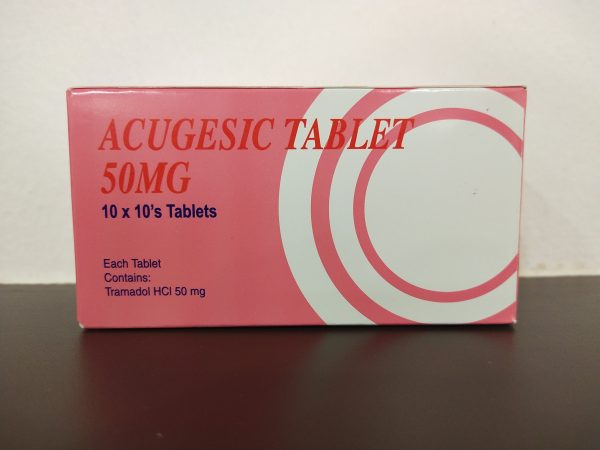 ACUGESIC TABLET
50MG
10 x 10's Tablets
Each Tablet
Contains:
Tramadol HCl 50 mg